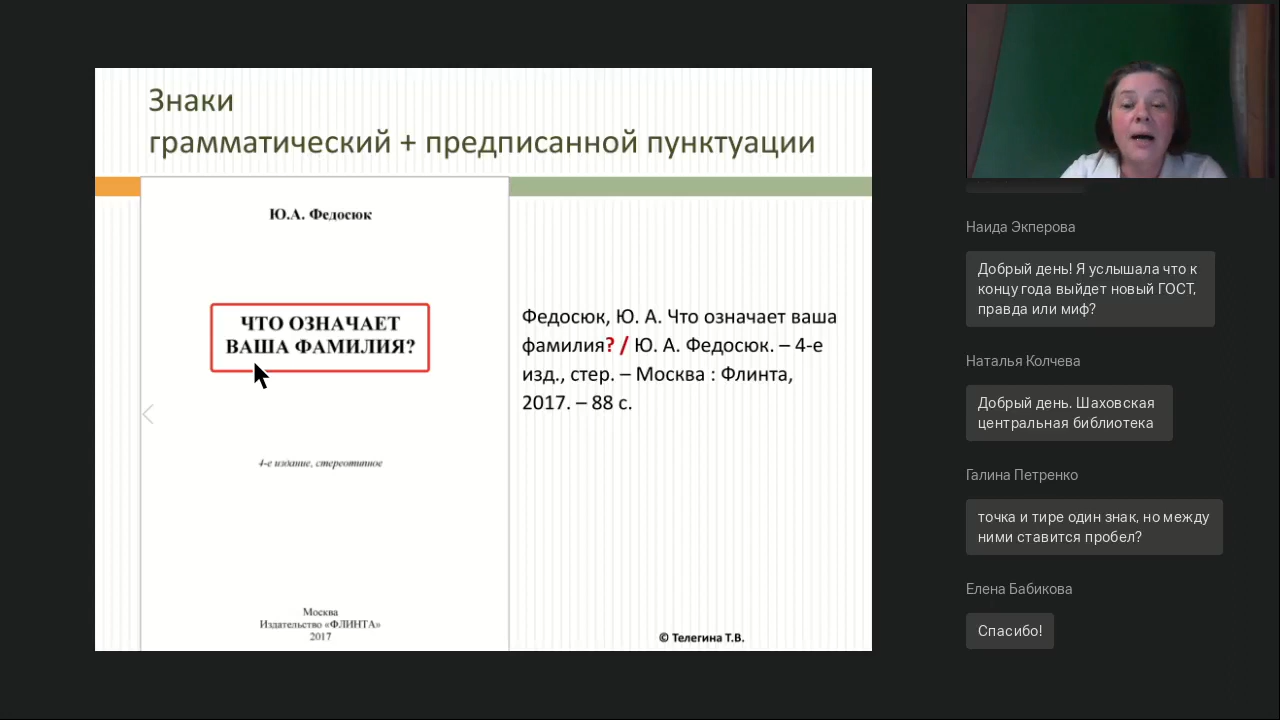 Знаки
грамматический + предписанной пунктуации
Ю.А. Федосюк
ЧТО ОЗНАЧАЕТ
ВАША ФАМИЛИЯ?
4-е издание, стереотипное
Москва
Издательство «ФЛИНТА»
2017
Федосюк, Ю. А. Что означает ваша
фамилия? / Ю. А. Федосюк. – 4-е
изд., стер. – Москва : Флинта,
2017. – 88 с.
© Телегина Т.В.
Наида Экперова
Добрый день! Я услышала что к
концу года выйдет новый ГОСТ,
правда или миф?
Наталья Колчева
Добрый день. Шаховская
центральная библиотека
Галина Петренко
точка и тире один знак, но между
ними ставится пробел?
Елена Бабикова
Спасибо!